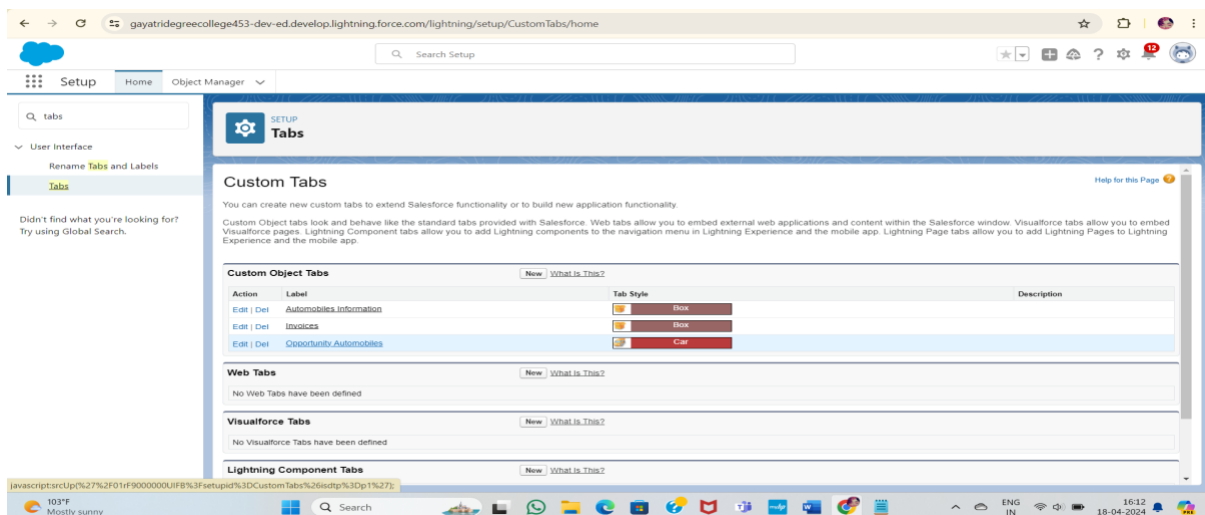 gayatridegreecollege453-dev-ed.develop.lightning.force.com/lightning/setup/CustomTabs/home
Search Setup
12
Setup
Home
Object Manager
tabs
User Interface
Rename Tabs and Labels
Tabs
Didn't find what you're looking for?
Try using Global Search.
SETUP
Tabs
Custom Tabs
Help for this Page
You can create new custom tabs to extend Salesforce functionality or to build new application functionality.
Custom Object tabs look and behave like the standard tabs provided with Salesforce. Web tabs allow you to embed external web applications and content within the Salesforce window. Visualforce tabs allow you to embed
Visualforce pages. Lightning Component tabs allow you to add Lightning components to the navigation menu in Lightning Experience and the mobile app. Lightning Page tabs allow you to add Lightning Pages to Lightning
Experience and the mobile app.
Custom Object Tabs New What Is This?
Action Label Tab Style Description
Edit | Del Automobiles Information Box
Edit | Del Invoices Box
Edit | Del Opportunity Automobiles Car
Web Tabs New What Is This?
No Web Tabs have been defined
Visualforce Tabs New What Is This?
No Visualforce Tabs have been defined
Lightning Component Tabs New What Is This?
javascript:srcUp(%27%2F01rF9000000UIF8%3Fsetupid%3DCustomTabs%26isdtp%3Dp1%27);
103°F
Mostly sunny
Search
ENG
IN
16:12
18-04-2024